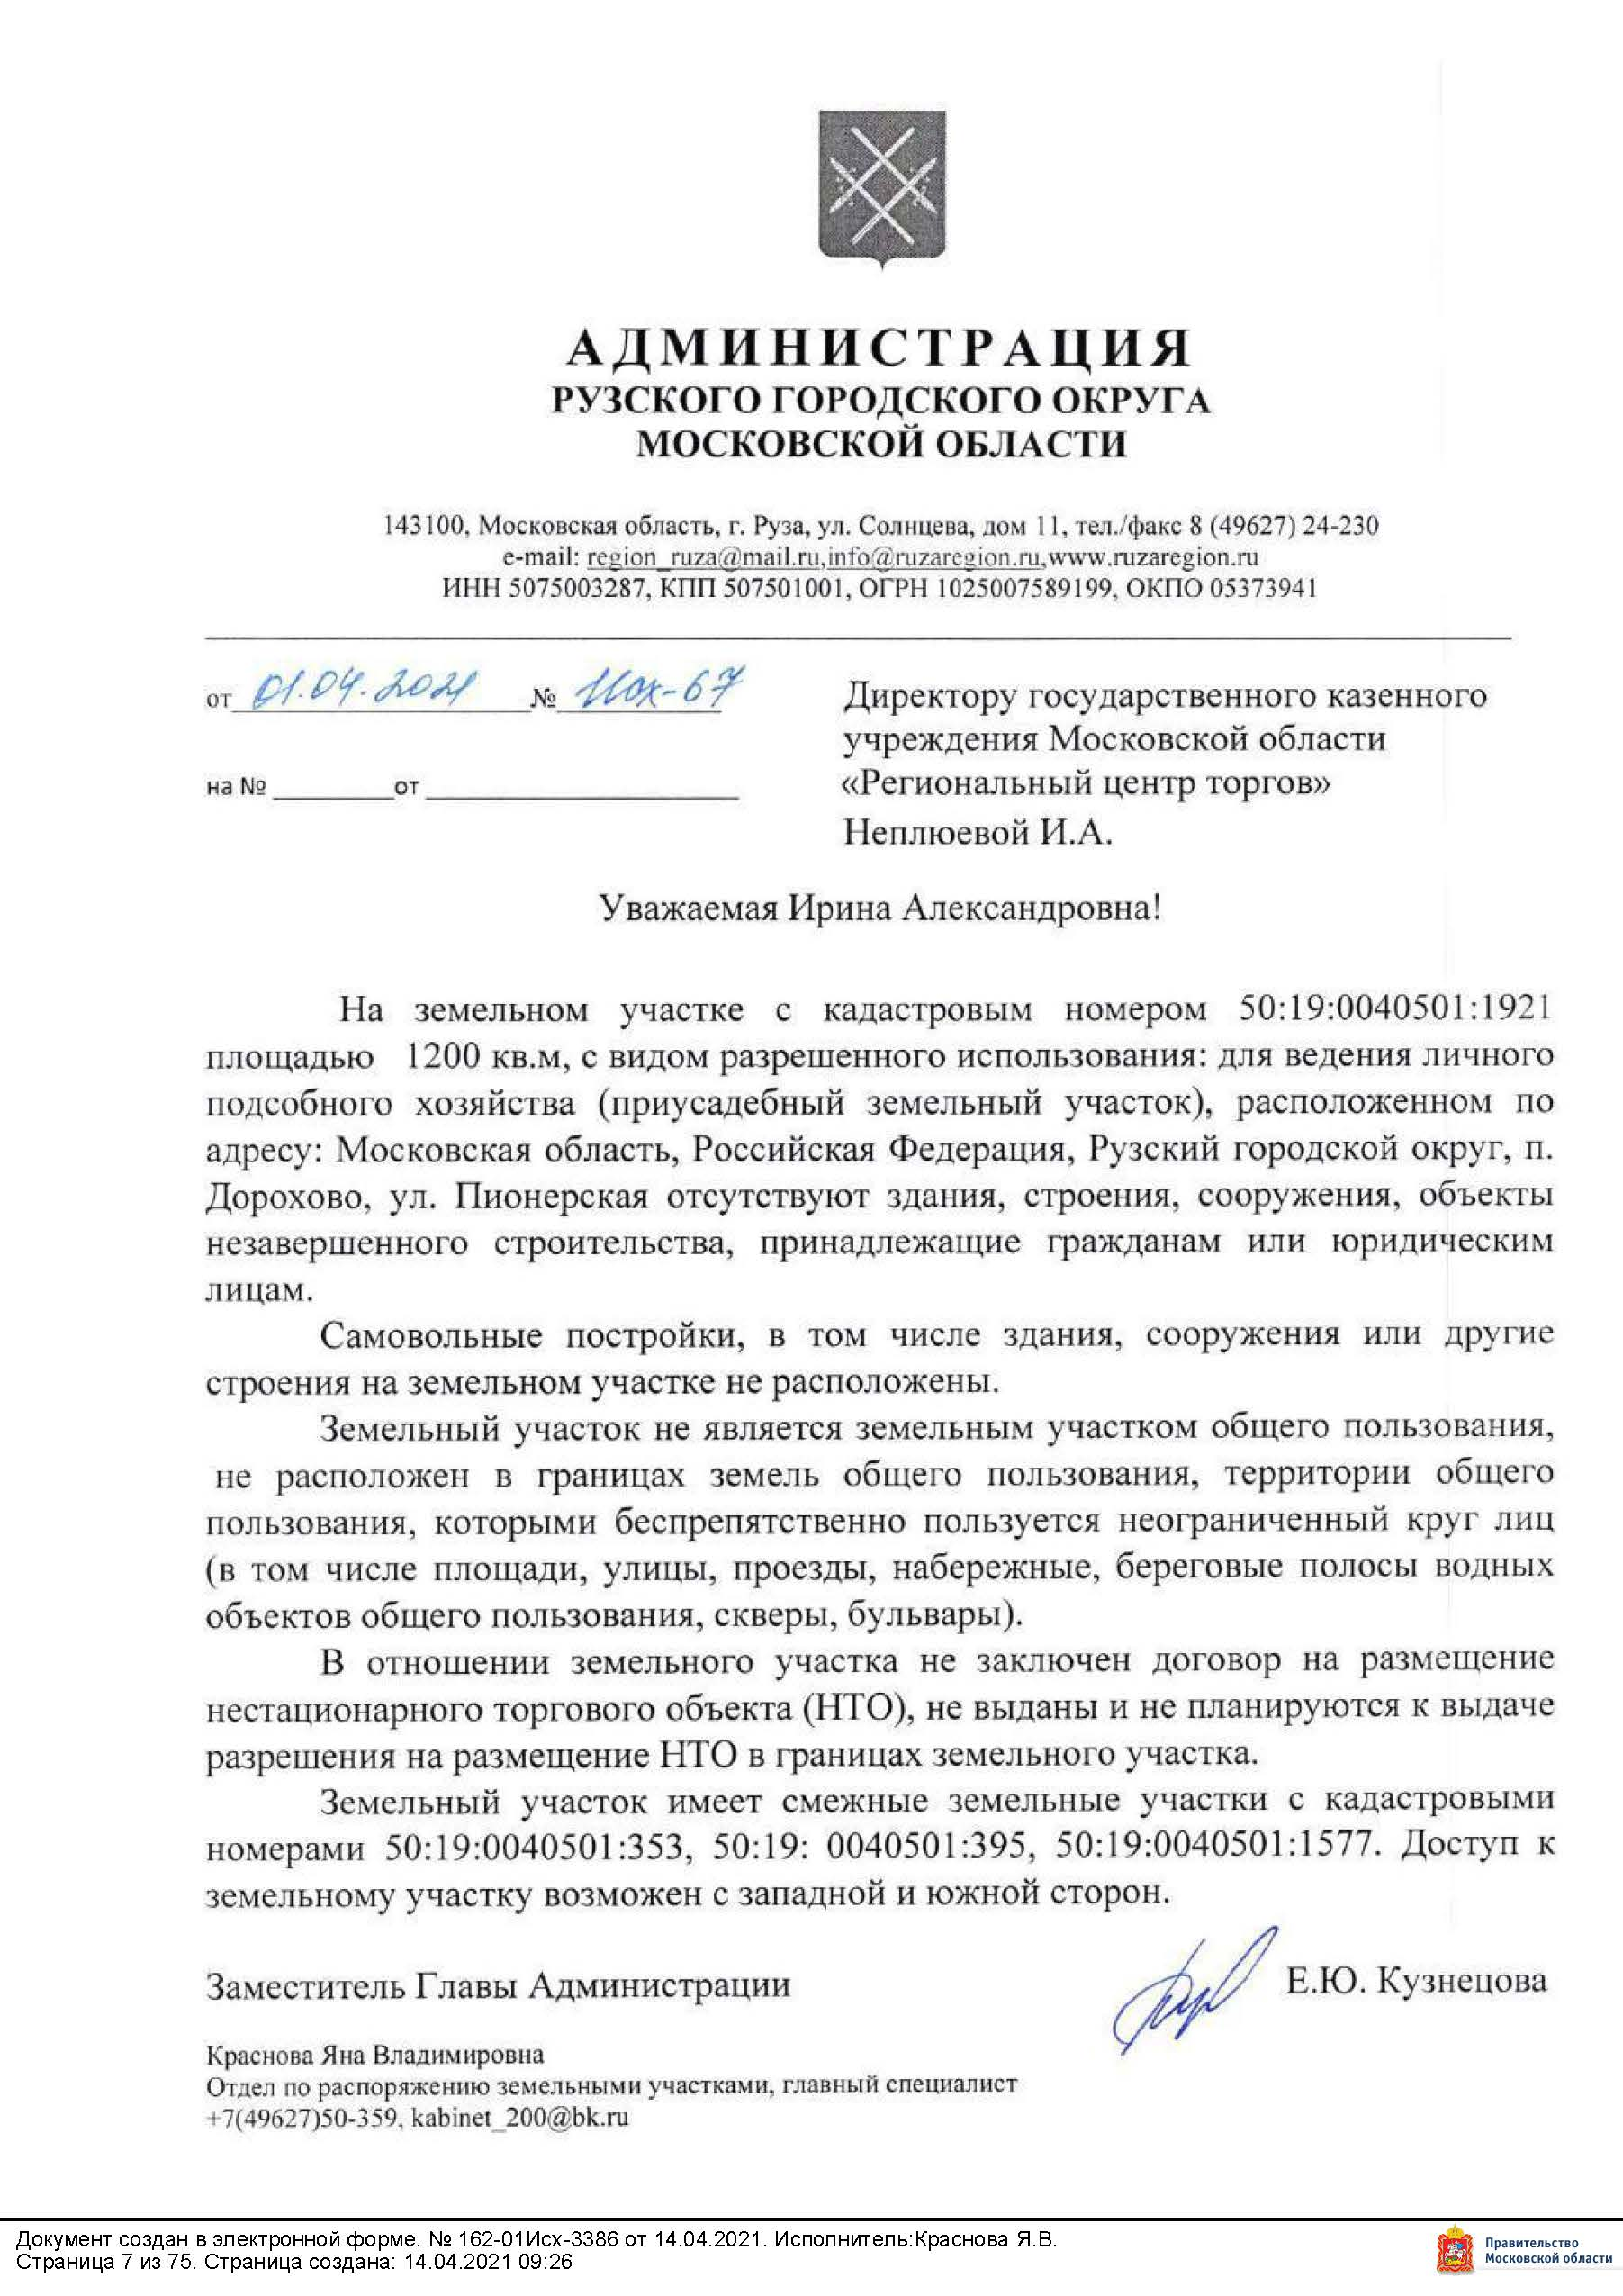 АДМИНИСТРАЦИЯ
РУЗСКОГО ГОРОДСКОГО ОКРУГА
МОСКОВСКОЙ ОБЛАСТИ
143100, Московская область, г. Руза, ул. Солнцева, дом 11, тел./факс 8 (49627) 24-230
e-mail: region_ruza@mail.ru,info@ruzaregion.ru,www.ruzaregion.ru
ИНН 5075003287, КПП 507501001, ОГРН 1025007589199, ОКПО 05373941
от 01.04.2021 № Исх-67
на № ________ от ____________________
Директору государственного казенного
учреждения Московской области
«Региональный центр торгов»
Неплюевой И.А.
Уважаемая Ирина Александровна!
На земельном участке с кадастровым номером 50:19:0040501:1921
площадью 1200 кв.м, с видом разрешенного использования: для ведения личного
подсобного хозяйства (приусадебный земельный участок), расположенном по
адресу: Московская область, Российская Федерация, Рузский городской округ, п.
Дорохово, ул. Пионерская отсутствуют здания, строения, сооружения, объекты
незавершенного строительства, принадлежащие гражданам или юридическим
лицам.
Самовольные постройки, в том числе здания, сооружения или другие
строения на земельном участке не расположены.
Земельный участок не является земельным участком общего пользования,
не расположен в границах земель общего пользования, территории общего
пользования, которыми беспрепятственно пользуется неограниченный круг лиц
(в том числе площади, улицы, проезды, набережные, береговые полосы водных
объектов общего пользования, скверы, бульвары).
В отношении земельного участка не заключен договор на размещение
нестационарного торгового объекта (НТО), не выданы и не планируются к выдаче
разрешения на размещение НТО в границах земельного участка.
Земельный участок имеет смежные земельные участки с кадастровыми
номерами 50:19:0040501:353, 50:19: 0040501:395, 50:19:0040501:1577. Доступ к
земельному участку возможен с западной и южной сторон.
Заместитель Главы Администрации
Е.Ю. Кузнецова
Краснова Яна Владимировна
Отдел по распоряжению земельными участками, главный специалист
+7(49627)50-359, kabinet_200@bk.ru
Документ создан в электронной форме. № 162-01Исх-3386 от 14.04.2021. Исполнитель:Краснова Я.В.
Страница 7 из 75. Страница создана: 14.04.2021 09:26
Правительство
Московской области